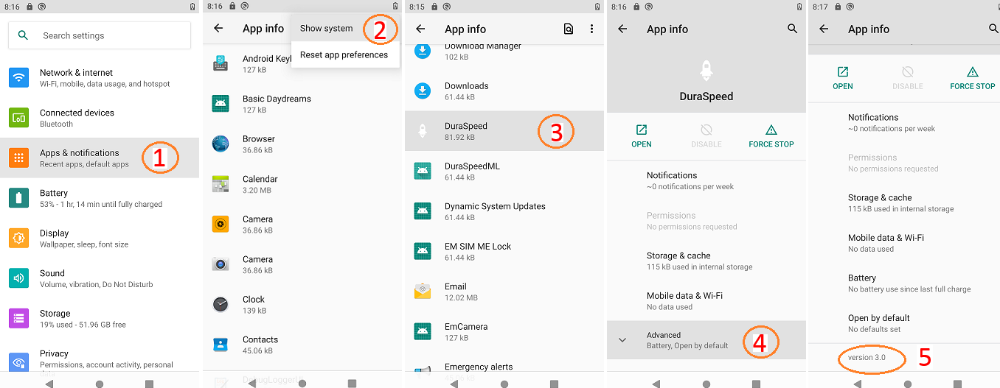 8:16
Search settings
Network & internet
Wi-Fi, mobile, data usage, and hotspot
Connected devices
Bluetooth
Apps & notifications
Recent apps, default apps
1
Battery
53% - 1 hr, 14 min until fully charged
Display
Wallpaper, sleep, font size
Sound
Volume, vibration, Do Not Disturb
Storage
19% used - 51.96 GB free
Privacy
Permissions, account activity, personal
data
8:16
App info
Show system
2
Reset app preferences
Android Key
127 kB
Basic Daydreams
127 kB
Browser
36.86 kB
Calendar
3.20 MB
Camera
36.86 kB
Camera
36.86 kB
Clock
139 kB
Contacts
45.06 kB
DebugLoggerUI
8:15
App info
Download Manager
102 kB
Downloads
61.44 kB
DuraSpeed
81.92 kB
3
DuraSpeedML
61.44 kB
Dynamic System Updates
61.44 kB
EM SIM ME Lock
61.44 kB
Email
12.02 MB
EmCamera
127 kB
Emergency alerts
45.06 kB
8:16
App info
DuraSpeed
OPEN
DISABLE
FORCE STOP
Notifications
~0 notifications per week
Permissions
No permissions requested
Storage & cache
115 kB used in internal storage
Mobile data & Wi-Fi
No data used
Advanced
Battery, Open by default
4
8:17
App info
OPEN
DISABLE
FORCE STOP
Notifications
~0 notifications per week
Permissions
No permissions requested
Storage & cache
115 kB used in internal storage
Mobile data & Wi-Fi
No data used
Battery
No battery use since last full charge
Open by default
No defaults set
version 3.0
5